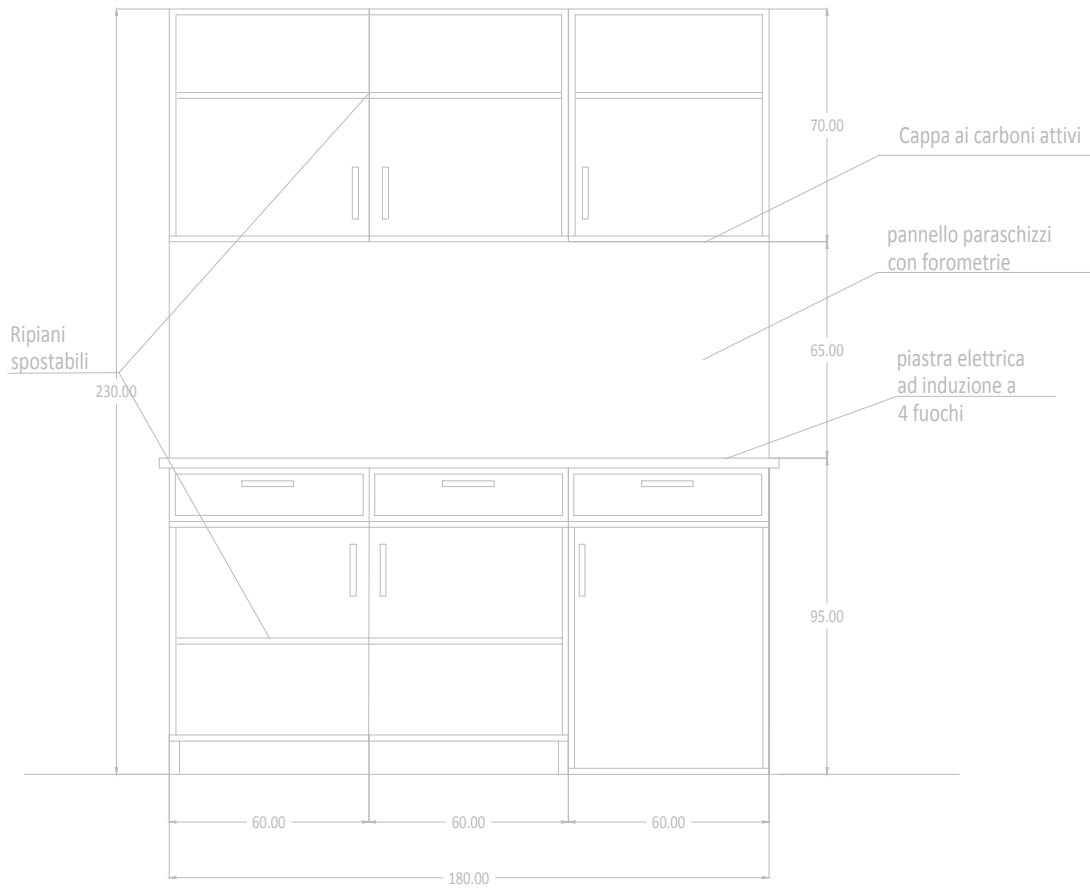 70.00
Cappa ai carboni attivi
pannello paraschizzi
con forometrie
Ripiani
spostabili
65.00
piastra elettrica
ad induzione a
4 fuochi
230.00
95.00
60.00
60.00
60.00
180.00